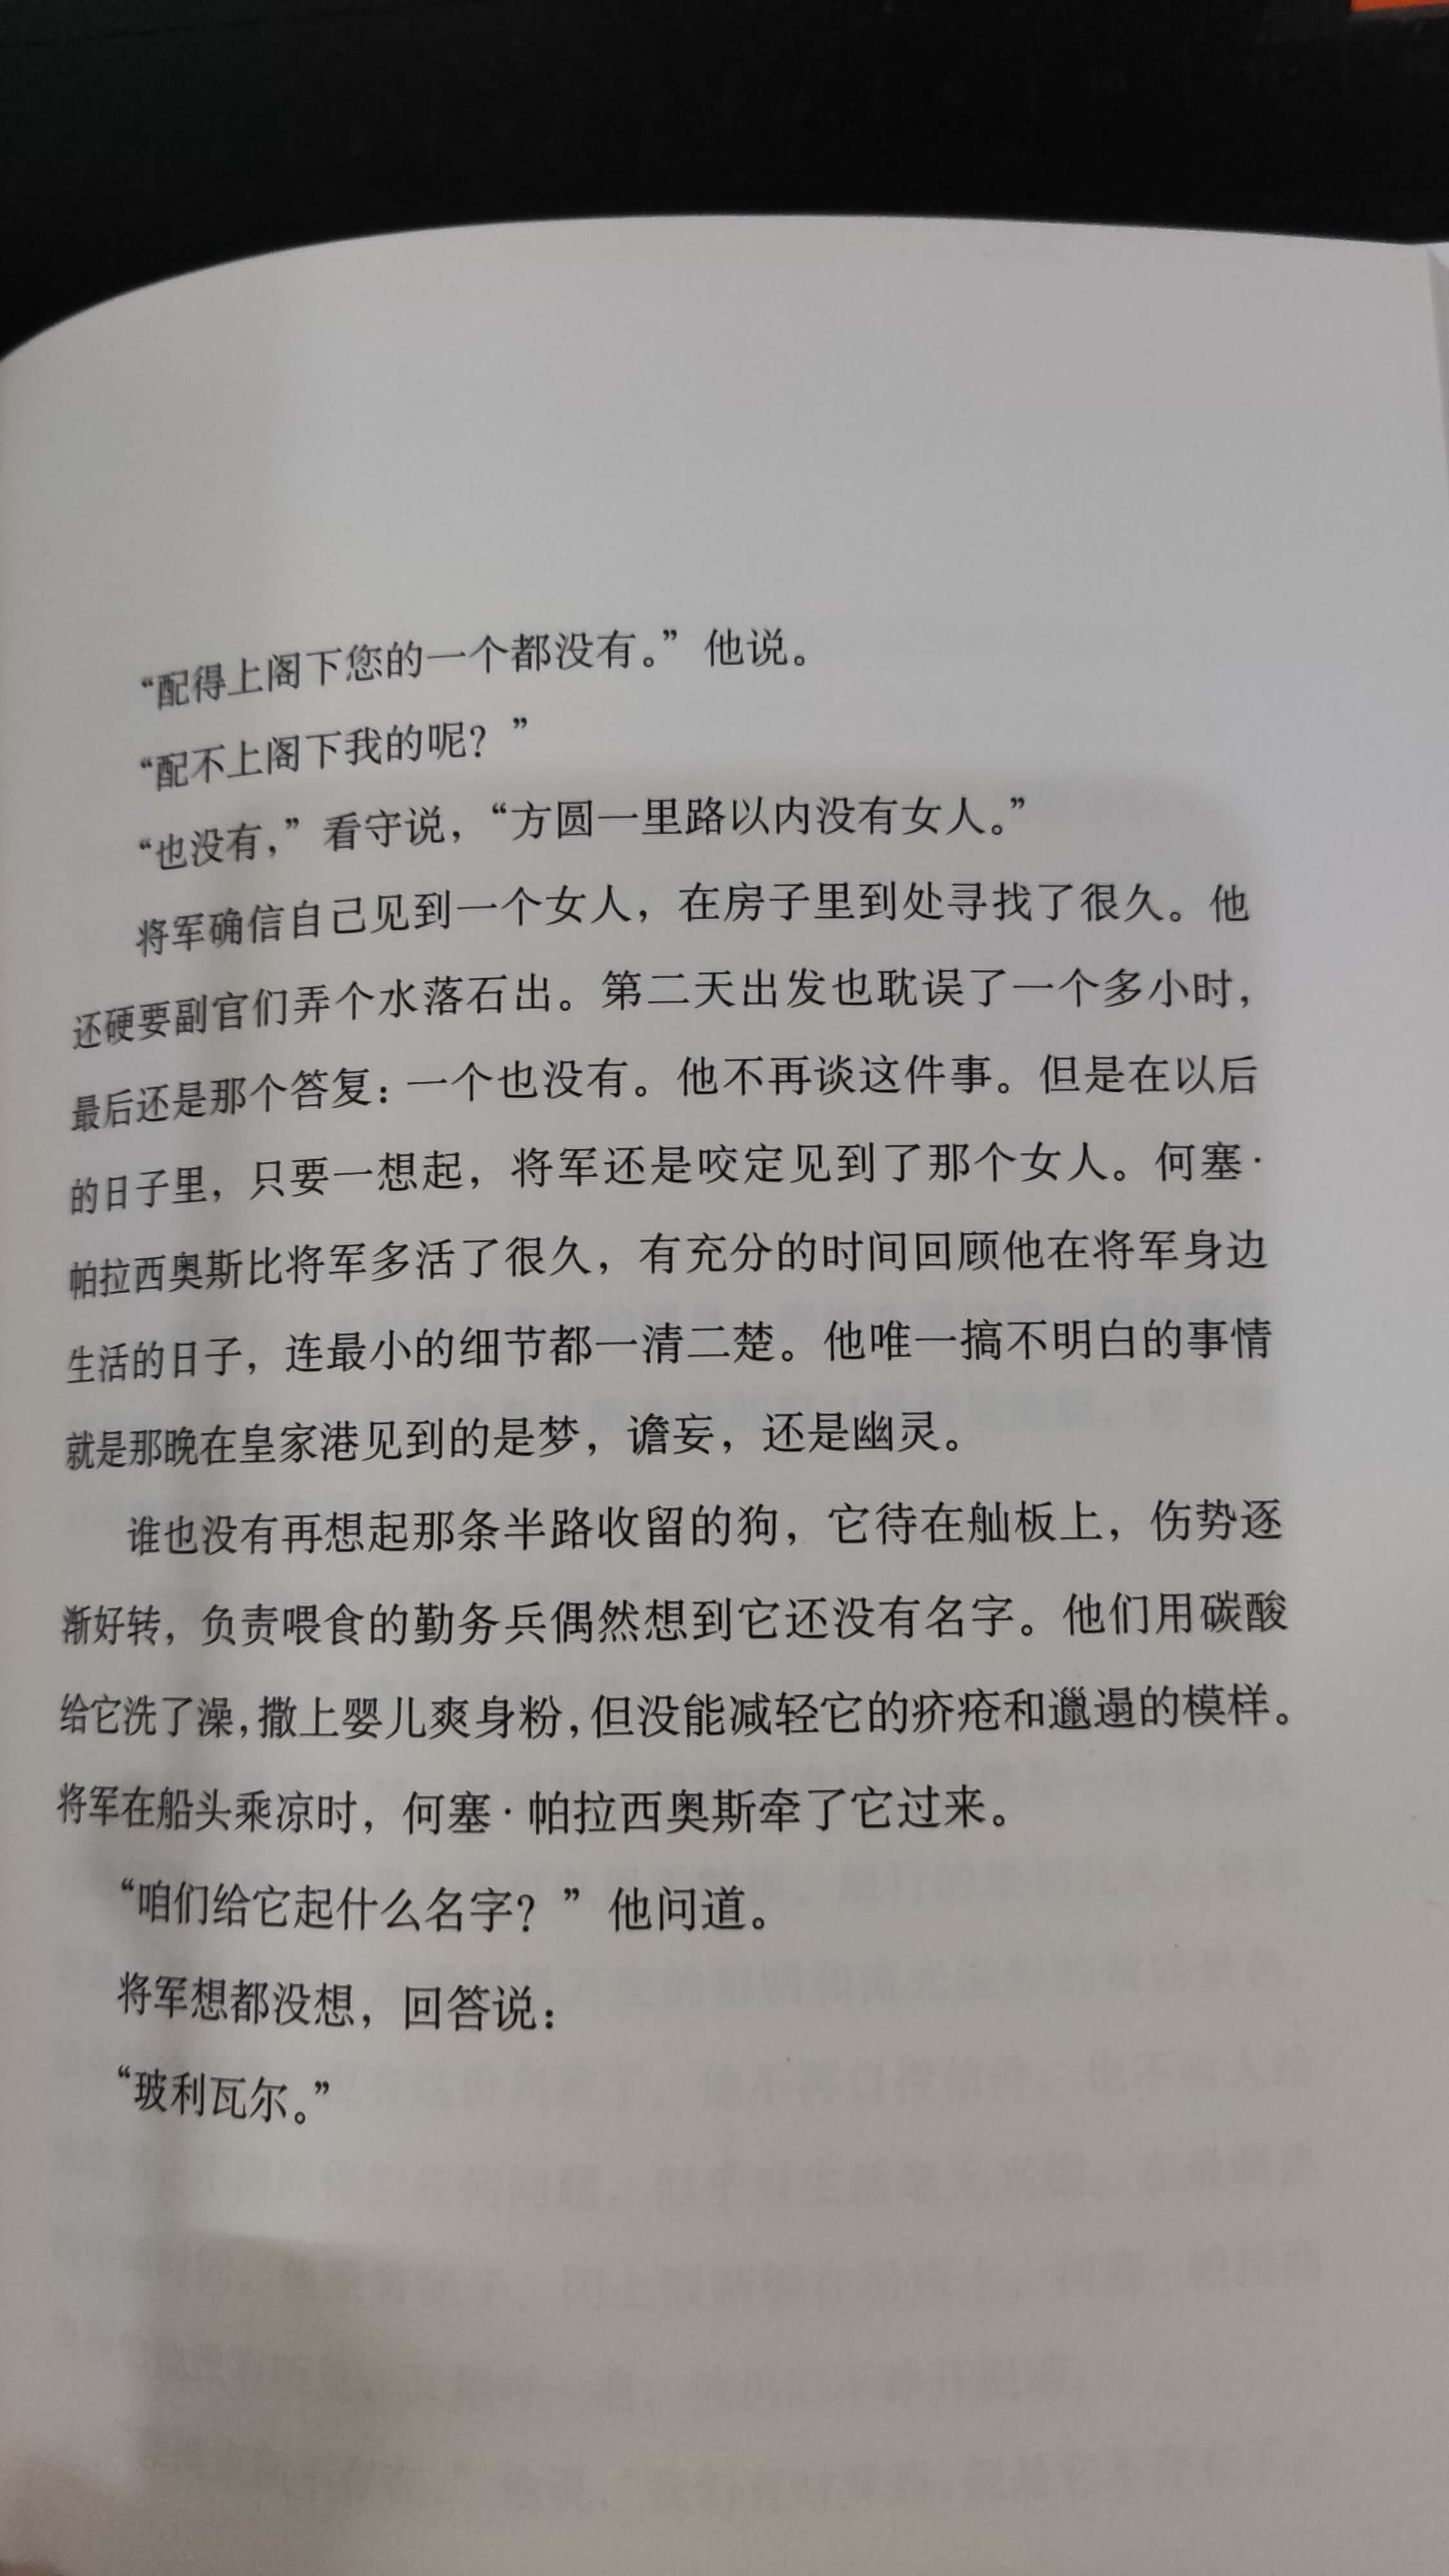 “配得上阁下您的一个都没有。”他说。
“配不上阁下我的呢？”
“也没有，”看守说，“方圆一里路以内没有女人。”
将军确信自己见到一个女人，在房子里到处寻找了很久。他
还硬要副官们弄个水落石出。第二天出发也耽误了一个多小时，
最后还是那个答复：一个也没有。他不再谈这件事。但是在以后
的日子里，只要一想起，将军还是咬定见到了那个女人。何塞·
帕拉西奥斯比将军多活了很久，有充分的时间回顾他在将军身边
生活的日子，连最小的细节都一清二楚。他唯一搞不明白的事情
就是那晚在皇家港见到的是梦，谵妄，还是幽灵。
谁也没有再想起那条半路收留的狗，它待在舢板上，伤势逐
渐好转，负责喂食的勤务兵偶然想到它还没有名字。他们用碳酸
给它洗了澡，撒上婴儿爽身粉，但没能减轻它的疥疮和邋遢的模样。
将军在船头乘凉时，何塞·帕拉西奥斯牵了它过来。
“咱们给它起什么名字？”他问道。
将军想都没想，回答说：
“玻利瓦尔。”